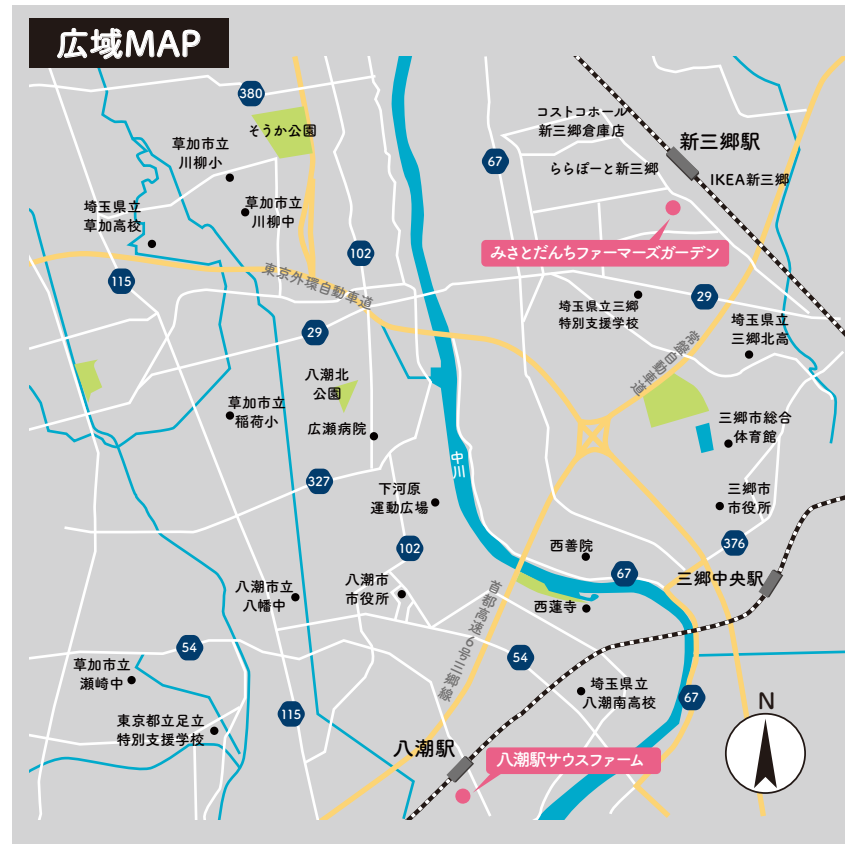 広域MAP
380
そうか公園
コストコホール
新三郷倉庫店
新三郷駅
草加市立
川柳小
67
ららぽーと新三郷
IKEA新三郷
埼玉県立
草加高校
草加市立
川柳中
みさとだんちファーマーズガーデン
102
115
東京外環自動車道
29
埼玉県立三郷
特別支援学校
29
埼玉県立
三郷北高
常磐自動車道
八潮北
公園
草加市立
稲荷小
広瀬病院
三郷市総合
体育館
中川
327
下河原
運動広場
三郷市
市役所
102
西善院
376
67
三郷中央駅
八潮市立
八幡中
八潮市
市役所
西蓮寺
首都高速6号三郷線
54
54
草加市立
瀬崎中
埼玉県立
八潮南高校
67
N
115
東京都立足立
特別支援学校
八潮駅
八潮駅サウスファーム